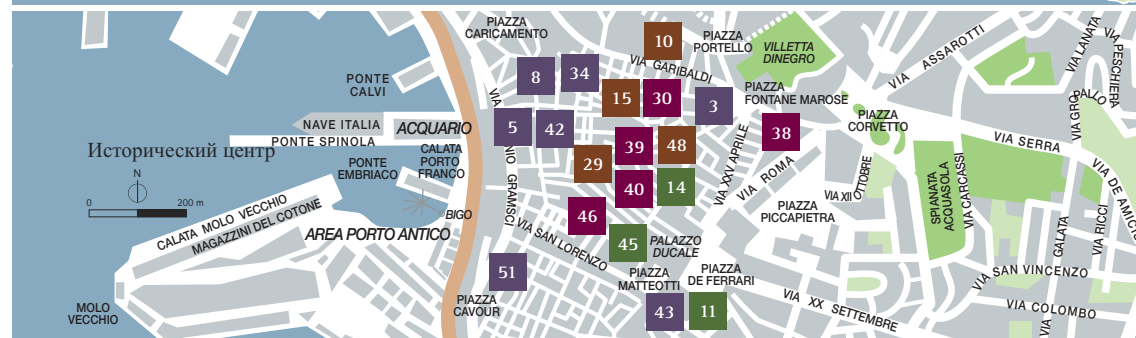 PIAZZA
CARICAMENTO
10
PIAZZA
PORTELLO
VILLETTA
DINEGRO
VIA ASSAROTTI
VIA LANATA
VIA PESCHIERA
VIA GARIBALDI
8
34
PONTE
CALVI
15
30
3
PIAZZA
FONTANE MAROSE
PIAZZA
CORVETTO
NAVE ITALIA
ACQUARIO
5
42
38
PONTE SPINOLA
VIA SERRA
Исторический центр
CALATA
PORTO
FRANCO
PONTE
EMBRIACO
39
48
29
VIA XXV APRILE
VIA ROMA
N
0
200 m
GRAMSCI
40
14
VIA XII OTTOBRE
SPIANATA
ACQUASOLA
VIA CARCASSI
CALATA MOLO VECCHIO
MAGAZZINI DEL COTONE
BIGO
46
PIAZZA
PICCAPIETRA
AREA PORTO ANTICO
VIA SAN LORENZO
45
PALAZZO
DUCALE
GALATA
VIA RICCI
51
PIAZZA
MATTEOTTI
PIAZZA
DE FERRARI
VIA SAN VINCENZO
MOLO
VECCHIO
PIAZZA
CAVOUR
43
11
VIA XX SETTEMBRE
VIA COLOMBO
VIA